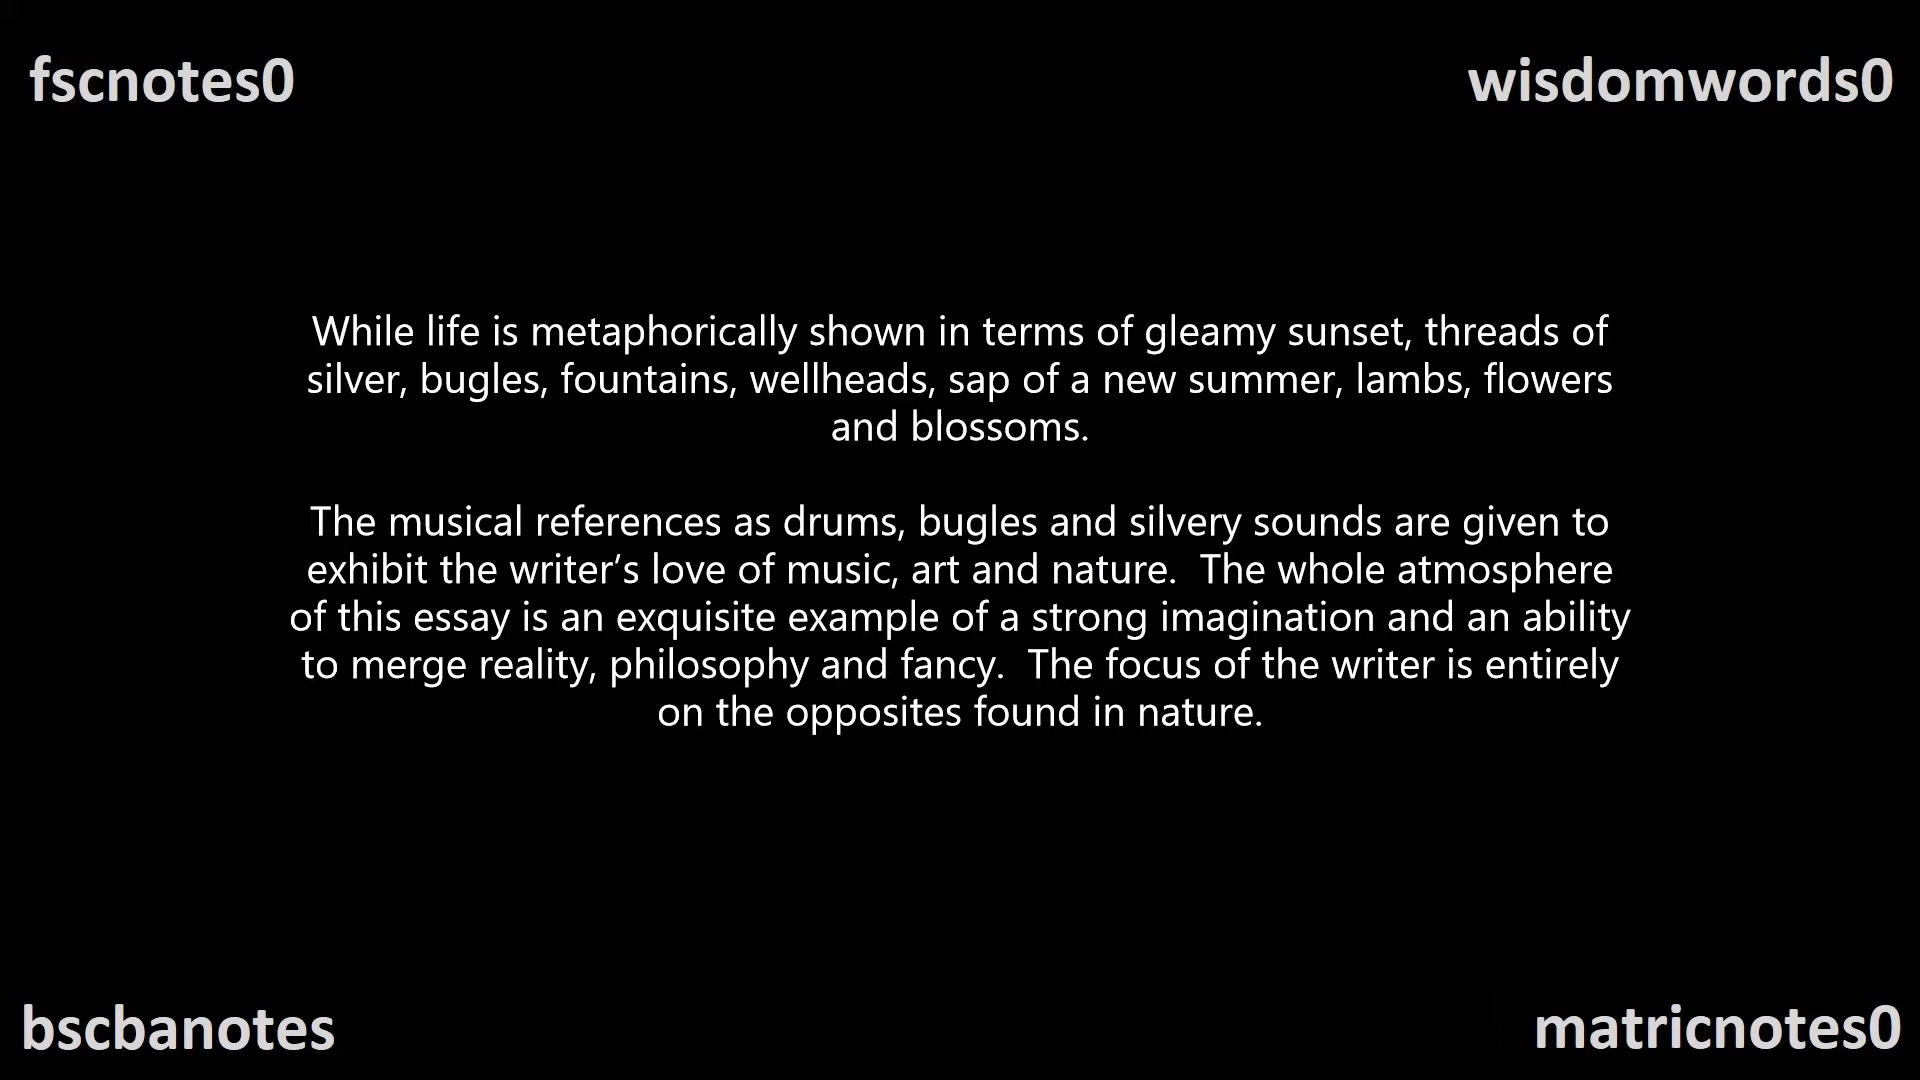 fscnotes0
wisdomwords0
While life is metaphorically shown in terms of gleamy sunset, threads of
silver, bugles, fountains, wellheads, sap of a new summer, lambs, flowers
and blossoms.
The musical references as drums, bugles and silvery sounds are given to
exhibit the writer’s love of music, art and nature.  The whole atmosphere
of this essay is an exquisite example of a strong imagination and an ability
to merge reality, philosophy and fancy.  The focus of the writer is entirely
on the opposites found in nature.
bscbanotes
matricnotes0